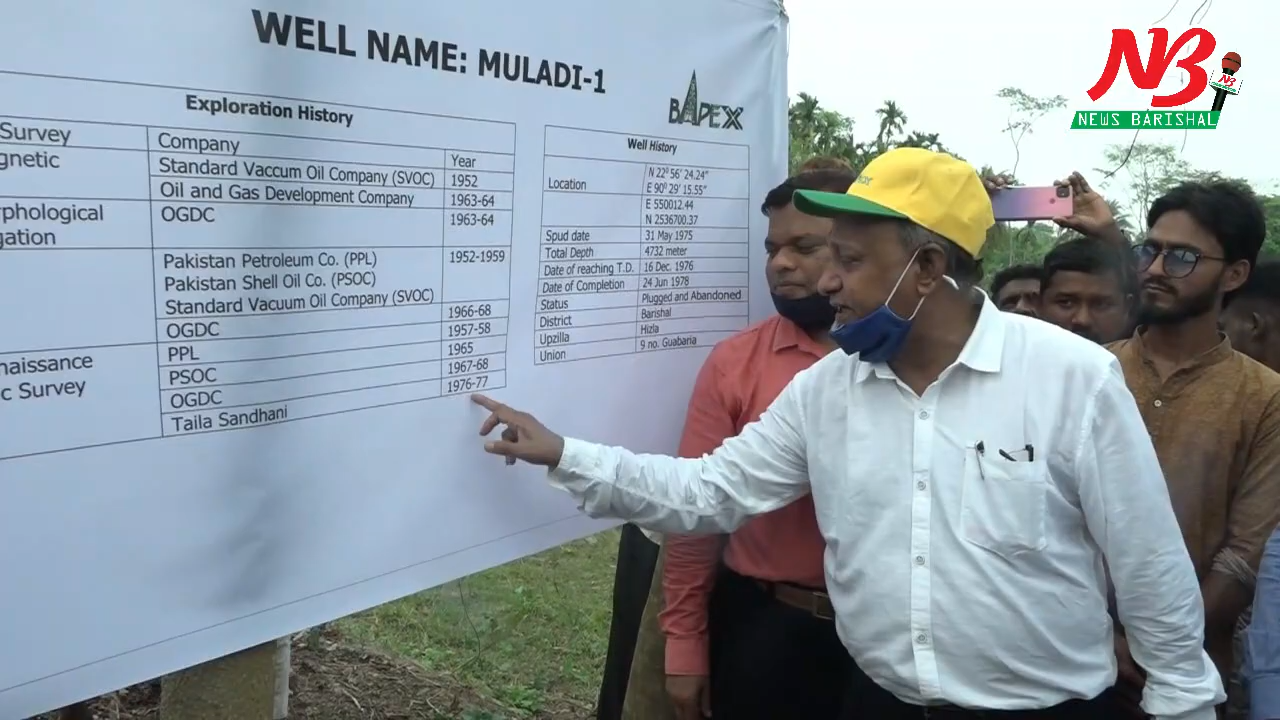 WELL NAME: MULADI-1
BAPEX
Exploration History
Survey Company Year
gnetic Standard Vaccum Oil Company (SVOC) 1952
Oil and Gas Development Company 1963-64
rphological OGDC 1963-64
gation
Pakistan Petroleum Co. (PPL) 1952-1959
Pakistan Shell Oil Co. (PSOC)
Standard Vacuum Oil Company (SVOC)
OGDC 1966-68
naissance PPL 1957-58
c Survey PSOC 1965
OGDC 1967-68
Taila Sandhani 1976-77
Well History
Location N 22° 56' 24.24"
E 90° 29' 15.55"
E 550012.44
N 2536700.37
Spud date 31 May 1975
Total Depth 4732 meter
Date of reaching T.D. 16 Dec. 1976
Date of Completion 24 Jun 1978
Status Plugged and Abandoned
District Barishal
Upzilla Hizla
Union 9 no. Guabaria
NB
NB
NEWS BARISHAL